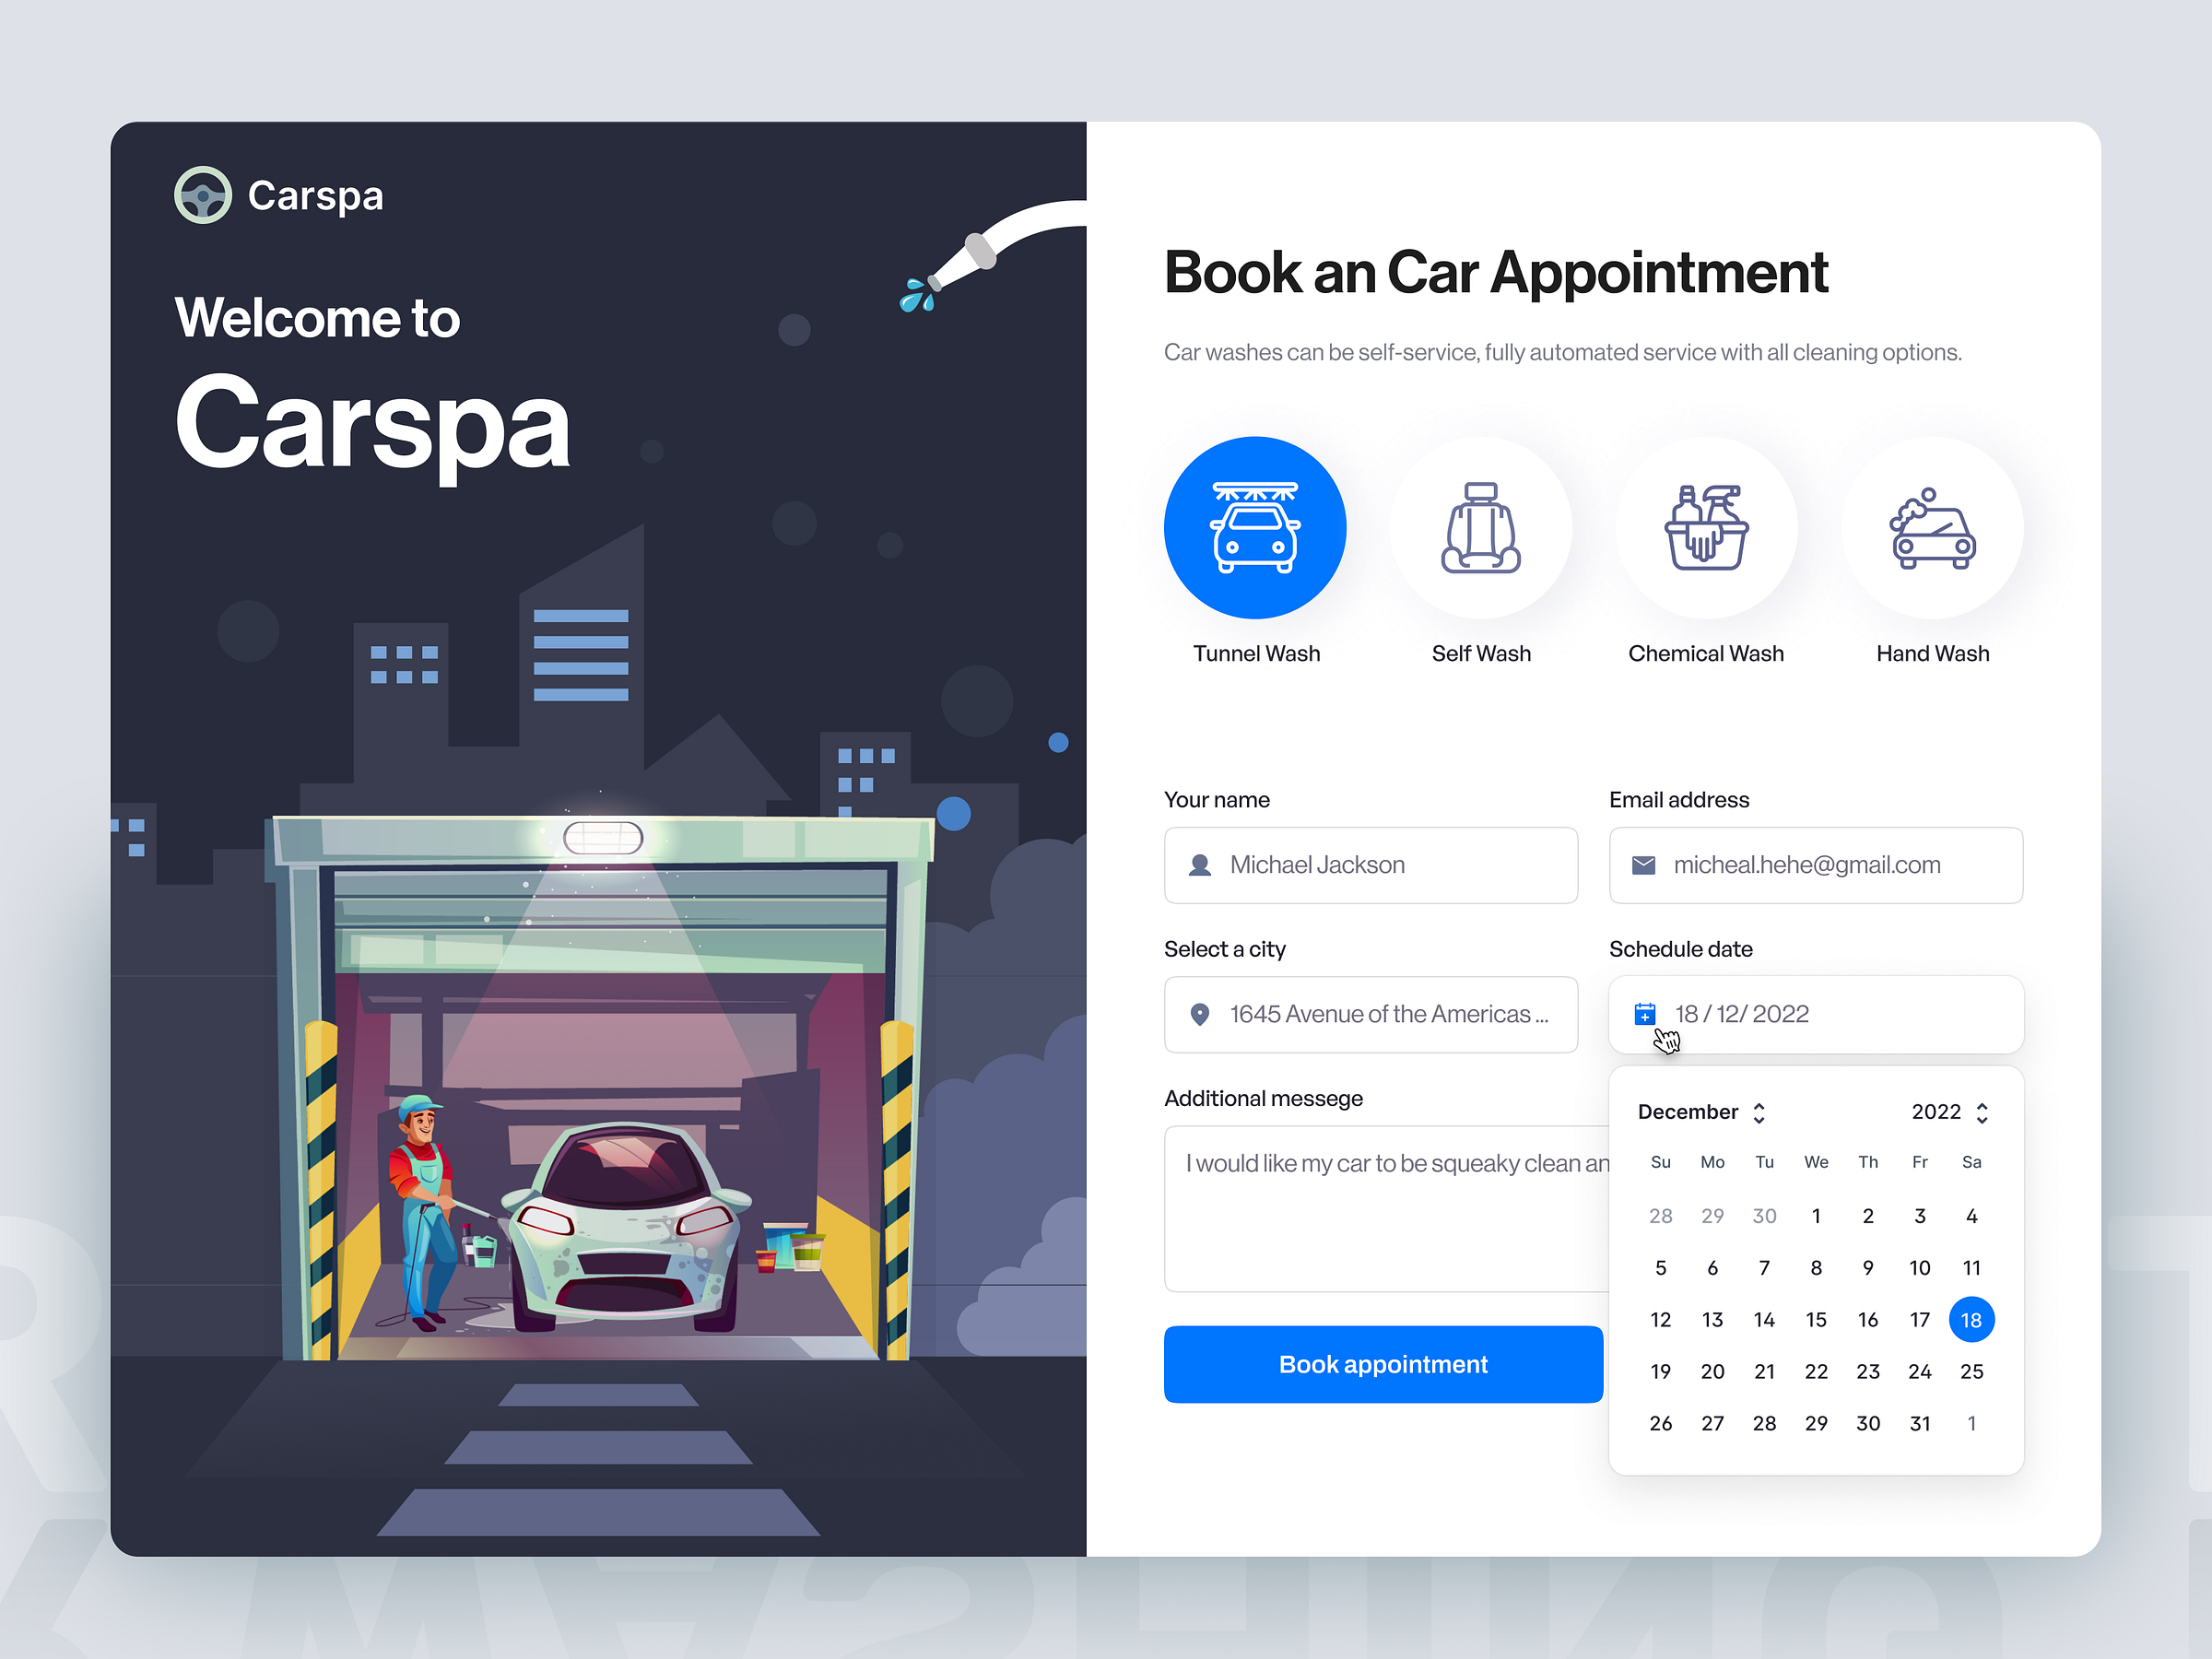 Carspa
Welcome to
Carspa
Book an Car Appointment
Car washes can be self-service, fully automated service with all cleaning options.
Tunnel Wash
Self Wash
Chemical Wash
Hand Wash
Your name
Michael Jackson
Email address
micheal.hehe@gmail.com
Select a city
1645 Avenue of the Americas ...
Schedule date
18 / 12/ 2022
Additional messege
I would like my car to be squeaky clean an
Book appointment
December 2022
Su Mo Tu We Th Fr Sa
28 29 30 1 2 3 4
5 6 7 8 9 10 11
12 13 14 15 16 17 18
19 20 21 22 23 24 25
26 27 28 29 30 31 1